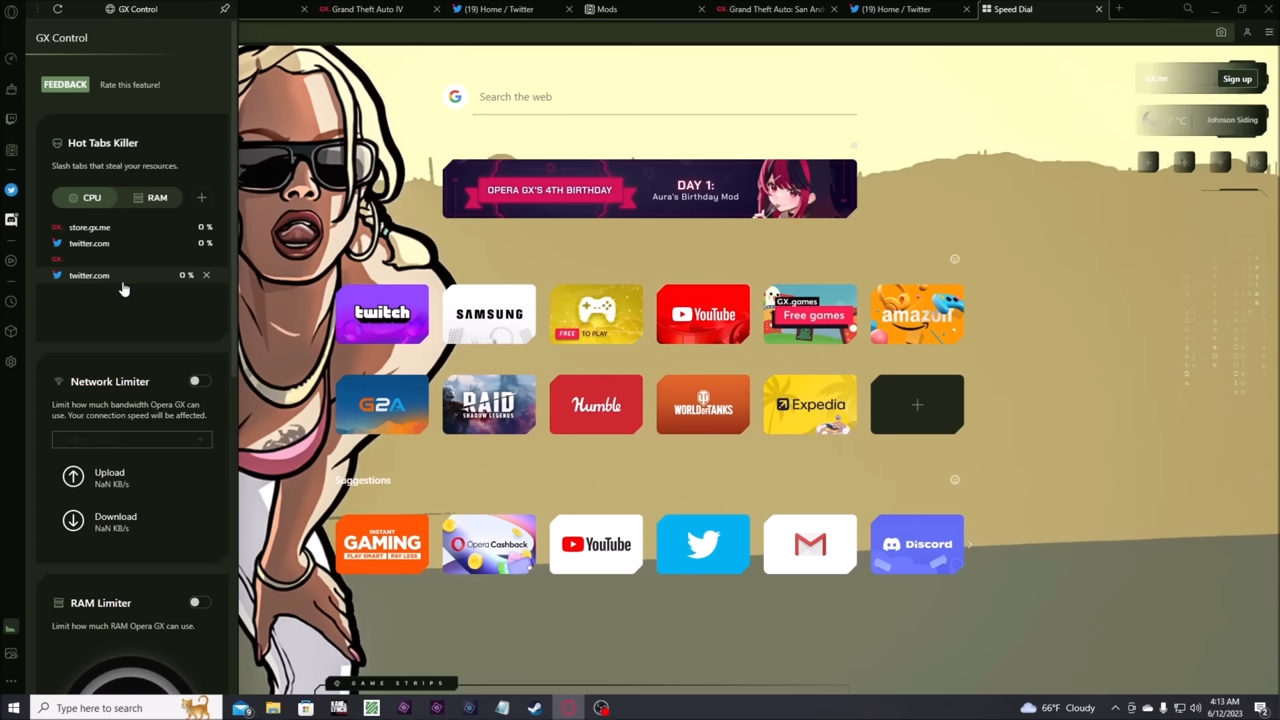 GX Control
Grand Theft Auto IV
(19) Home / Twitter
Mods
Grand Theft Auto: San And
(19) Home / Twitter
Speed Dial
GX Control
FEEDBACK
Rate this feature!
Hot Tabs Killer
Slash tabs that steal your resources.
CPU
RAM
store.gx.me
0 %
twitter.com
0 %
twitter.com
0 %
Network Limiter
Limit how much bandwidth Opera GX can
use. Your connection speed will be affected.
Upload
NaN KB/s
Download
NaN KB/s
RAM Limiter
Limit how much RAM Opera GX can use.
Search the web
OPERA GX'S 4TH BIRTHDAY
DAY 1:
Aura's Birthday Mod
GX.me
Sign up
°C
Johnson Siding
twitch
SAMSUNG
FREE TO PLAY
YouTube
GX.games
Free games
amazon
G2A
RAID
SHADOW LEGENDS
Humble
WORLD OF TANKS
Expedia
Suggestions
INSTANT
GAMING
PLAY SMART PAY LESS
Opera Cashback
YouTube
Discord
GAME STRIPS
Type here to search
66°F Cloudy
4:13 AM
6/12/2023